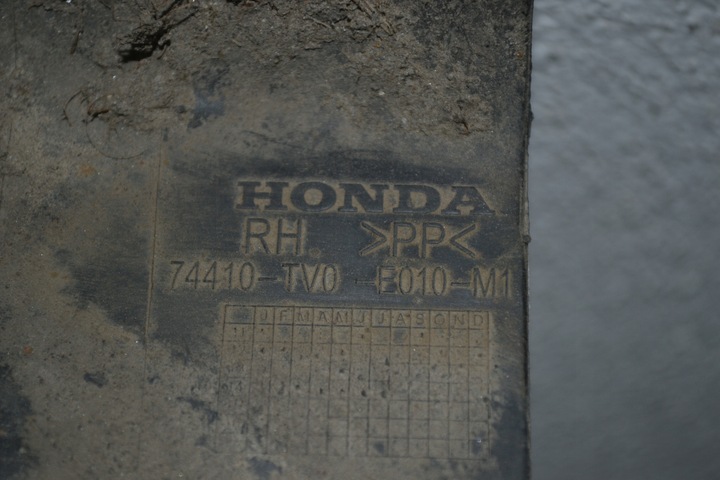 HONDA
RH. >PP<
74410-TV0 -E010-M1
J F M A M J J A S O N D